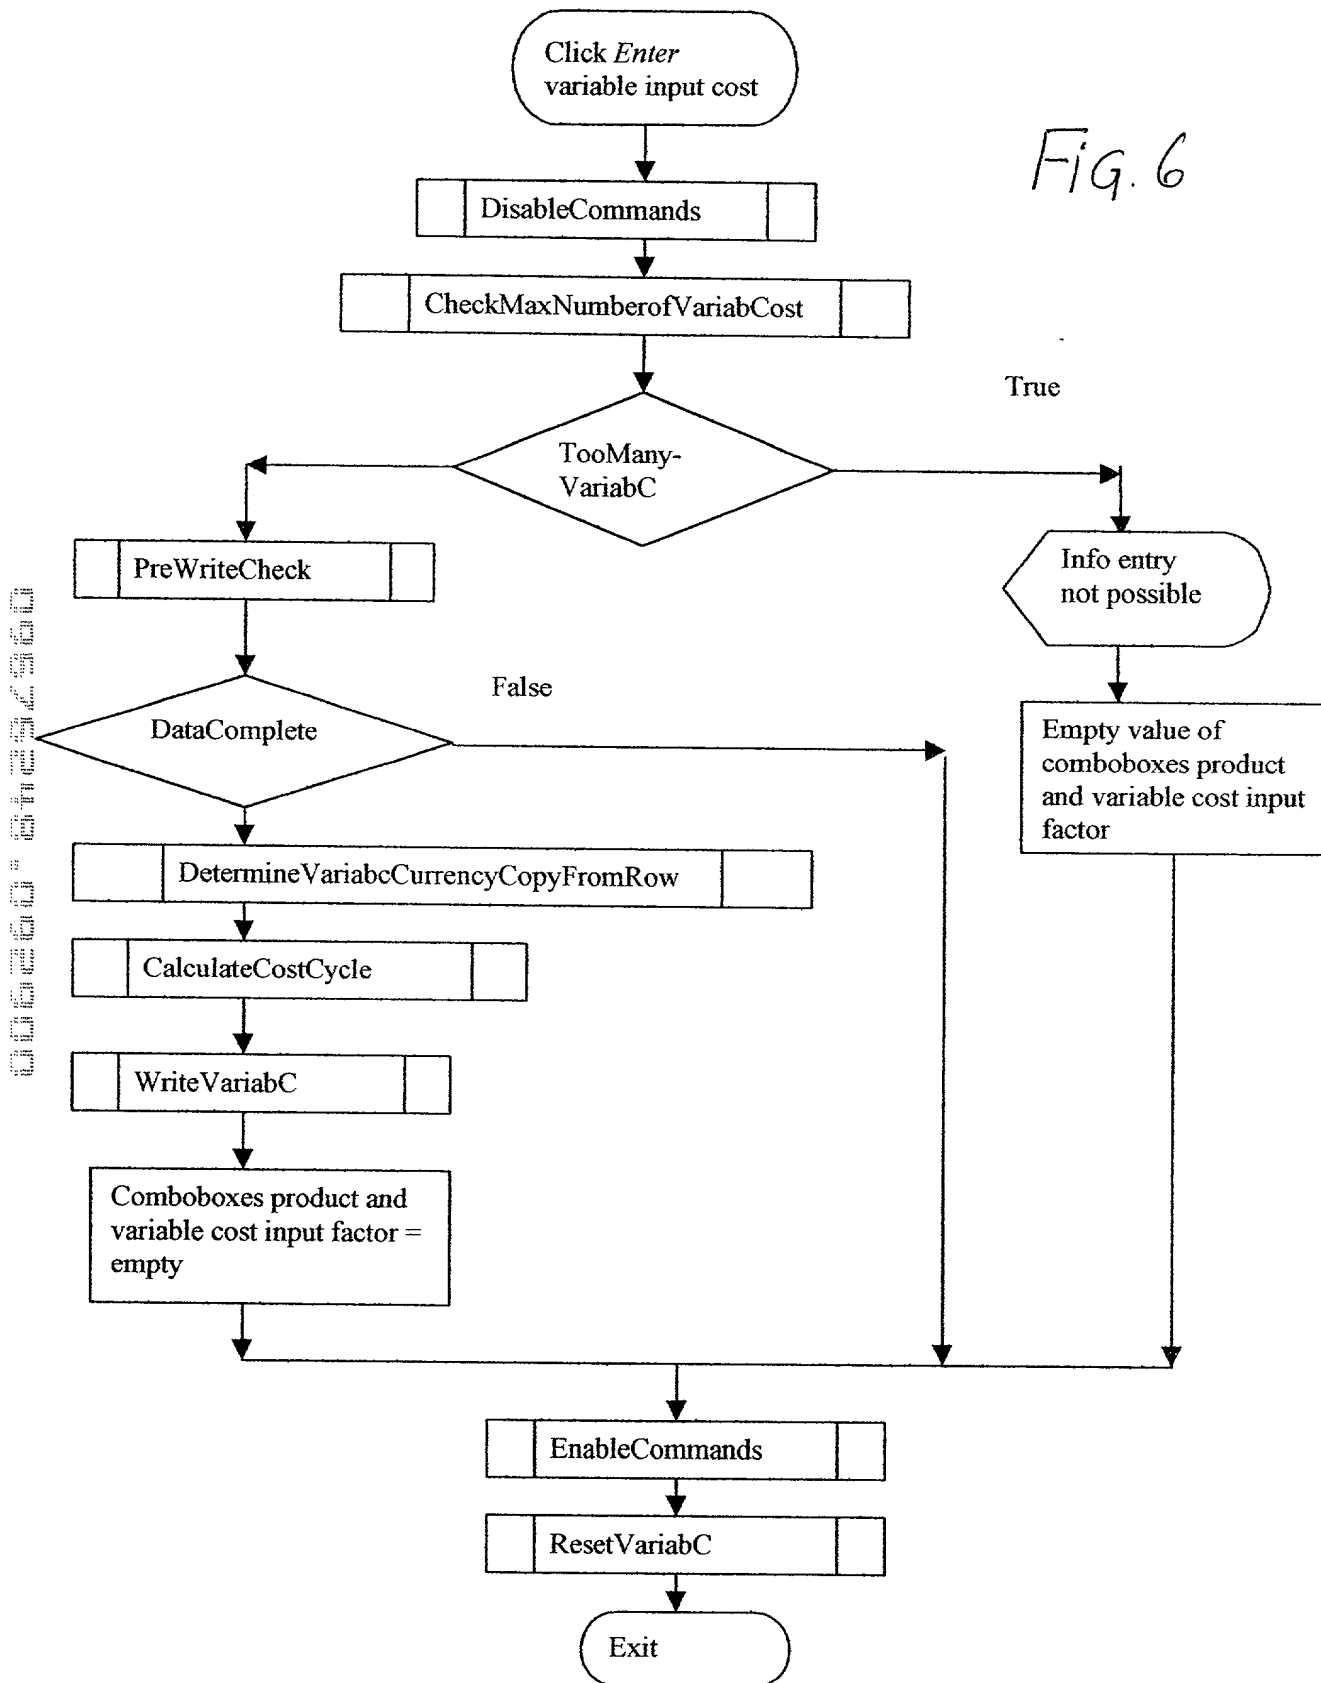 Click Enter
variable input cost
FiG. 6
DisableCommands
CheckMaxNumberofVariabCost
True
TooMany-
VariabC
PreWriteCheck
Info entry
not possible
False
DataComplete
Empty value of
comboboxes product
and variable cost input
factor
DetermineVariabcCurrencyCopyFromRow
CalculateCostCycle
WriteVariabC
Comboboxes product and
variable cost input factor =
empty
EnableCommands
ResetVariabC
Exit